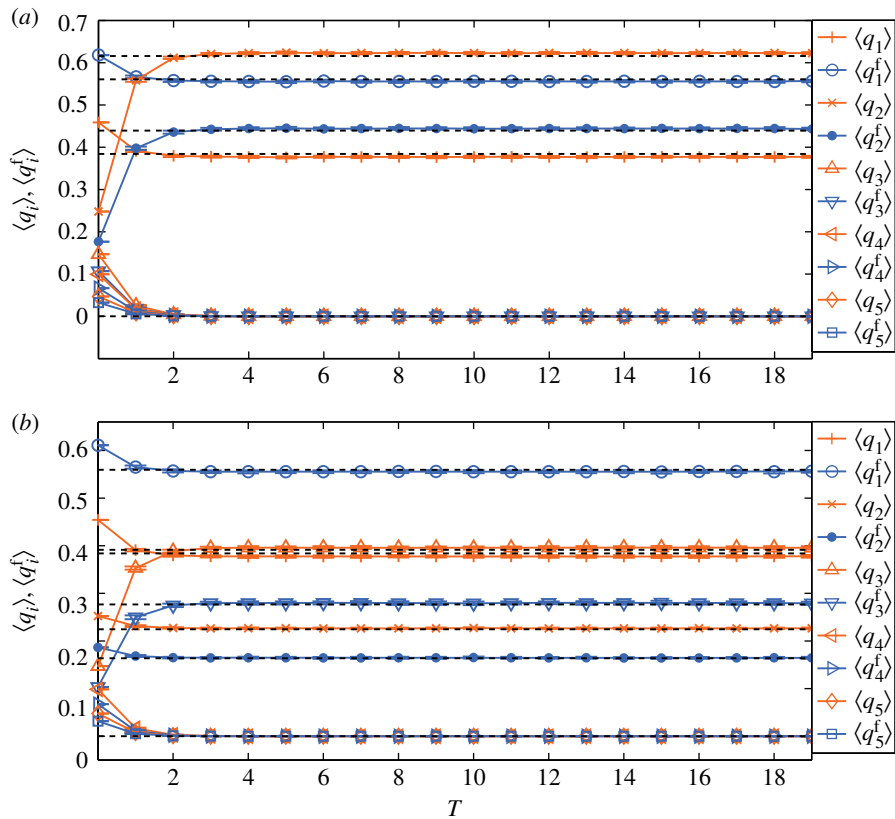 (a)
0.7
0.6
0.5
0.4
0.3
0.2
0.1
0
⟨q_i⟩, ⟨q_i^f⟩
2 4 6 8 10 12 14 16 18
⟨q_1⟩
⟨q_1^f⟩
⟨q_2⟩
⟨q_2^f⟩
⟨q_3⟩
⟨q_3^f⟩
⟨q_4⟩
⟨q_4^f⟩
⟨q_5⟩
⟨q_5^f⟩
(b)
0.6
0.5
0.4
0.3
0.2
0.1
0
⟨q_i⟩, ⟨q_i^f⟩
2 4 6 8 10 12 14 16 18
T
⟨q_1⟩
⟨q_1^f⟩
⟨q_2⟩
⟨q_2^f⟩
⟨q_3⟩
⟨q_3^f⟩
⟨q_4⟩
⟨q_4^f⟩
⟨q_5⟩
⟨q_5^f⟩